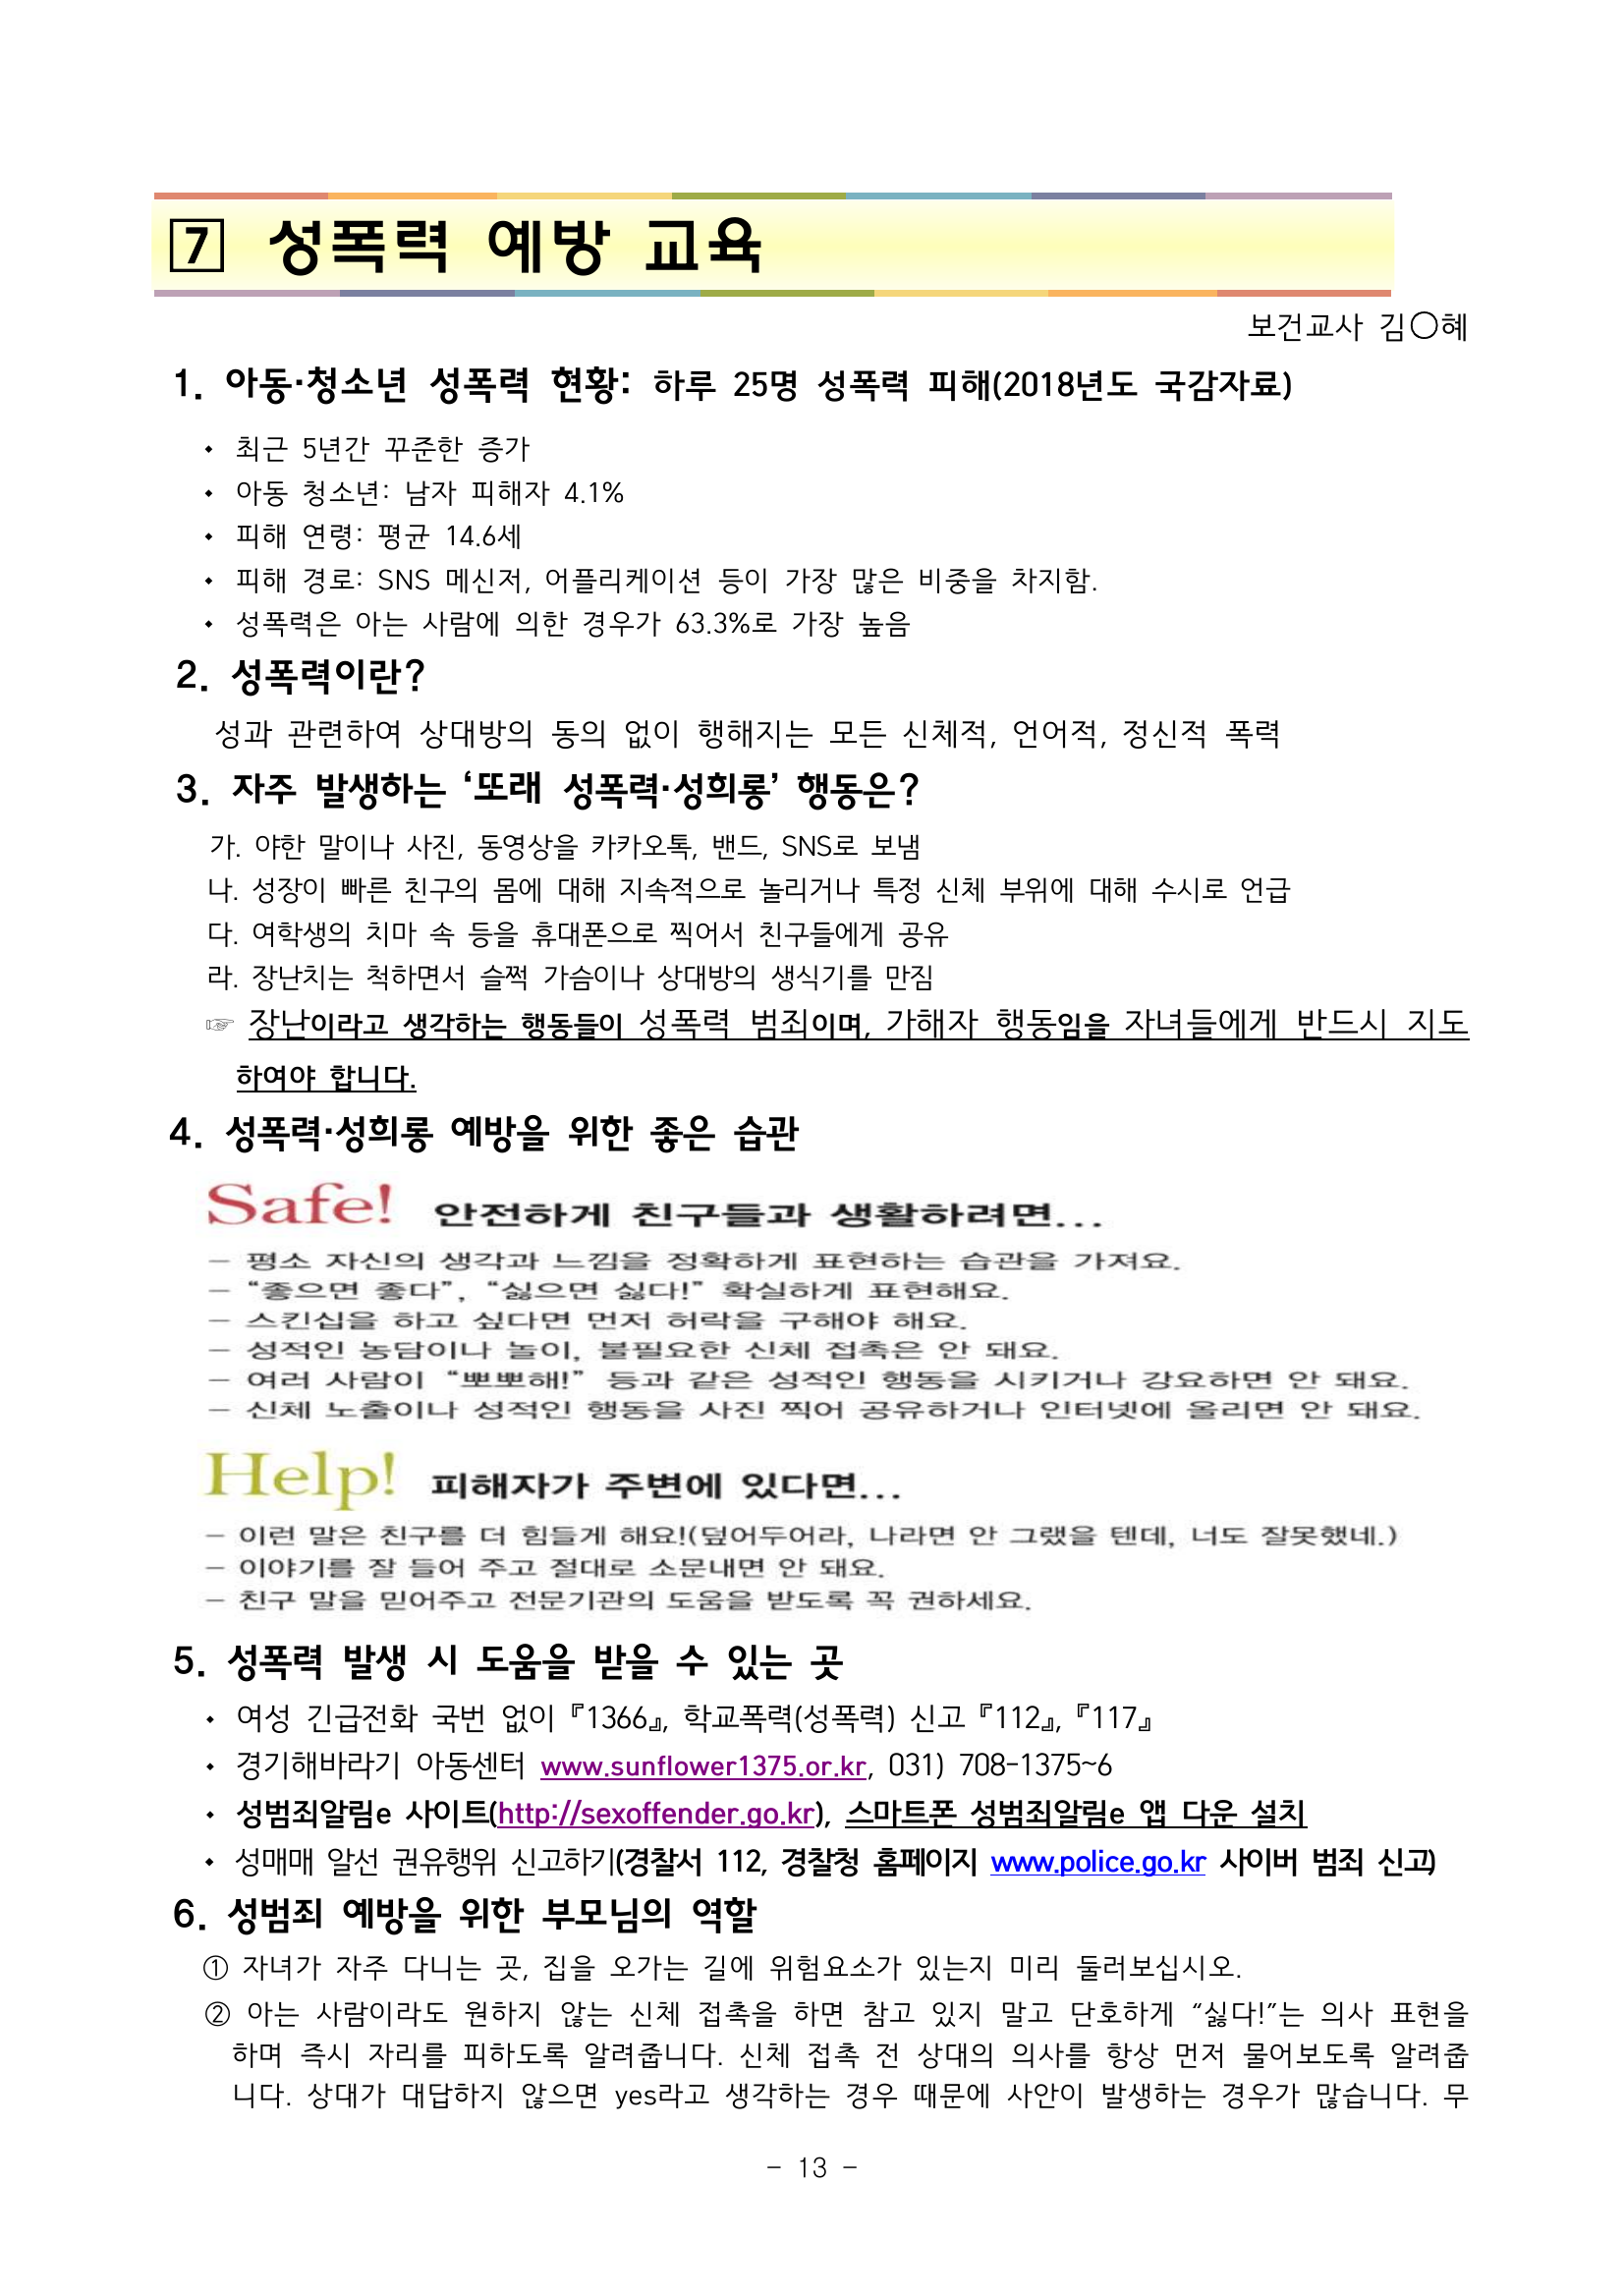 7 성폭력 예방 교육
보건교사 김○혜
1. 아동·청소년 성폭력 현황: 하루 25명 성폭력 피해(2018년도 국감자료)
• 최근 5년간 꾸준한 증가
• 아동 청소년: 남자 피해자 4.1%
• 피해 연령: 평균 14.6세
• 피해 경로: SNS 메신저, 어플리케이션 등이 가장 많은 비중을 차지함.
• 성폭력은 아는 사람에 의한 경우가 63.3%로 가장 높음
2. 성폭력이란?
성과 관련하여 상대방의 동의 없이 행해지는 모든 신체적, 언어적, 정신적 폭력
3. 자주 발생하는 ‘또래 성폭력·성희롱’ 행동은?
가. 야한 말이나 사진, 동영상을 카카오톡, 밴드, SNS로 보냄
나. 성장이 빠른 친구의 몸에 대해 지속적으로 놀리거나 특정 신체 부위에 대해 수시로 언급
다. 여학생의 치마 속 등을 휴대폰으로 찍어서 친구들에게 공유
라. 장난치는 척하면서 슬쩍 가슴이나 상대방의 생식기를 만짐
☞ 장난이라고 생각하는 행동들이 성폭력 범죄이며, 가해자 행동임을 자녀들에게 반드시 지도
하여야 합니다.
4. 성폭력·성희롱 예방을 위한 좋은 습관
Safe! 안전하게 친구들과 생활하려면...
– 평소 자신의 생각과 느낌을 정확하게 표현하는 습관을 가져요.
– “좋으면 좋다”, “싫으면 싫다!” 확실하게 표현해요.
– 스킨십을 하고 싶다면 먼저 허락을 구해야 해요.
– 성적인 농담이나 놀이, 불필요한 신체 접촉은 안 돼요.
– 여러 사람이 “뽀뽀해!” 등과 같은 성적인 행동을 시키거나 강요하면 안 돼요.
– 신체 노출이나 성적인 행동을 사진 찍어 공유하거나 인터넷에 올리면 안 돼요.
Help! 피해자가 주변에 있다면...
– 이런 말은 친구를 더 힘들게 해요!(덮어두어라, 나라면 안 그랬을 텐데, 너도 잘못했네.)
– 이야기를 잘 들어 주고 절대로 소문내면 안 돼요.
– 친구 말을 믿어주고 전문기관의 도움을 받도록 꼭 권하세요.
5. 성폭력 발생 시 도움을 받을 수 있는 곳
• 여성 긴급전화 국번 없이『1366』, 학교폭력(성폭력) 신고『112』,『117』
• 경기해바라기 아동센터 www.sunflower1375.or.kr, 031) 708-1375~6
• 성범죄알림e 사이트(http://sexoffender.go.kr), 스마트폰 성범죄알림e 앱 다운 설치
• 성매매 알선 권유행위 신고하기(경찰서 112, 경찰청 홈페이지 www.police.go.kr 사이버 범죄 신고)
6. 성범죄 예방을 위한 부모님의 역할
① 자녀가 자주 다니는 곳, 집을 오가는 길에 위험요소가 있는지 미리 둘러보십시오.
② 아는 사람이라도 원하지 않는 신체 접촉을 하면 참고 있지 말고 단호하게 “싫다!”는 의사 표현을
하며 즉시 자리를 피하도록 알려줍니다. 신체 접촉 전 상대의 의사를 항상 먼저 물어보도록 알려줍
니다. 상대가 대답하지 않으면 yes라고 생각하는 경우 때문에 사안이 발생하는 경우가 많습니다. 무
- 13 -